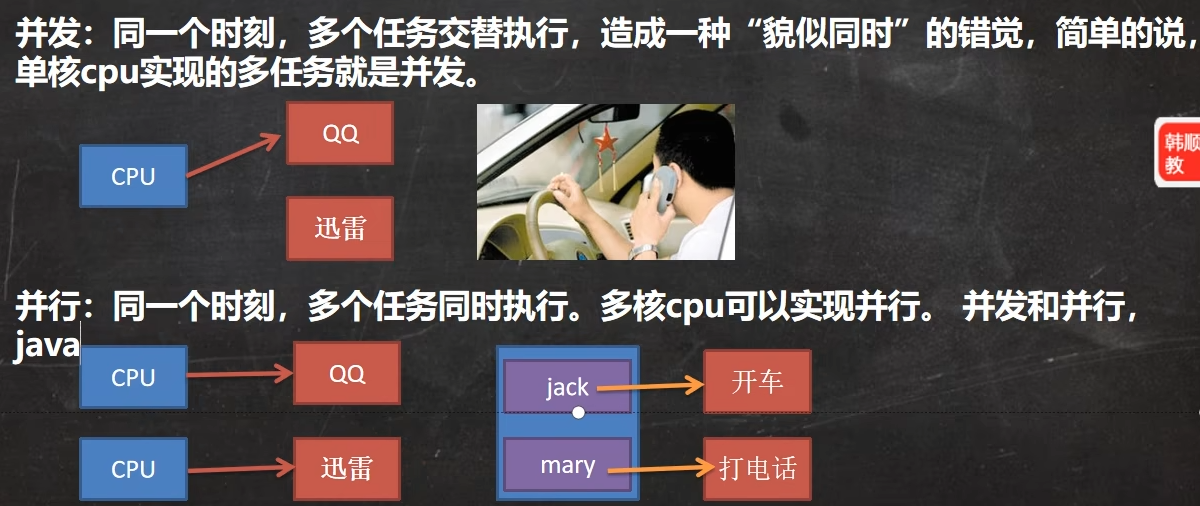 并发：同一个时刻，多个任务交替执行，造成一种“貌似同时”的错觉，简单的说，
单核cpu实现的多任务就是并发。
QQ
CPU
迅雷
韩顺
教
并行：同一个时刻，多个任务同时执行。多核cpu可以实现并行。 并发和并行，
java
CPU
QQ
jack
开车
CPU
迅雷
mary
打电话